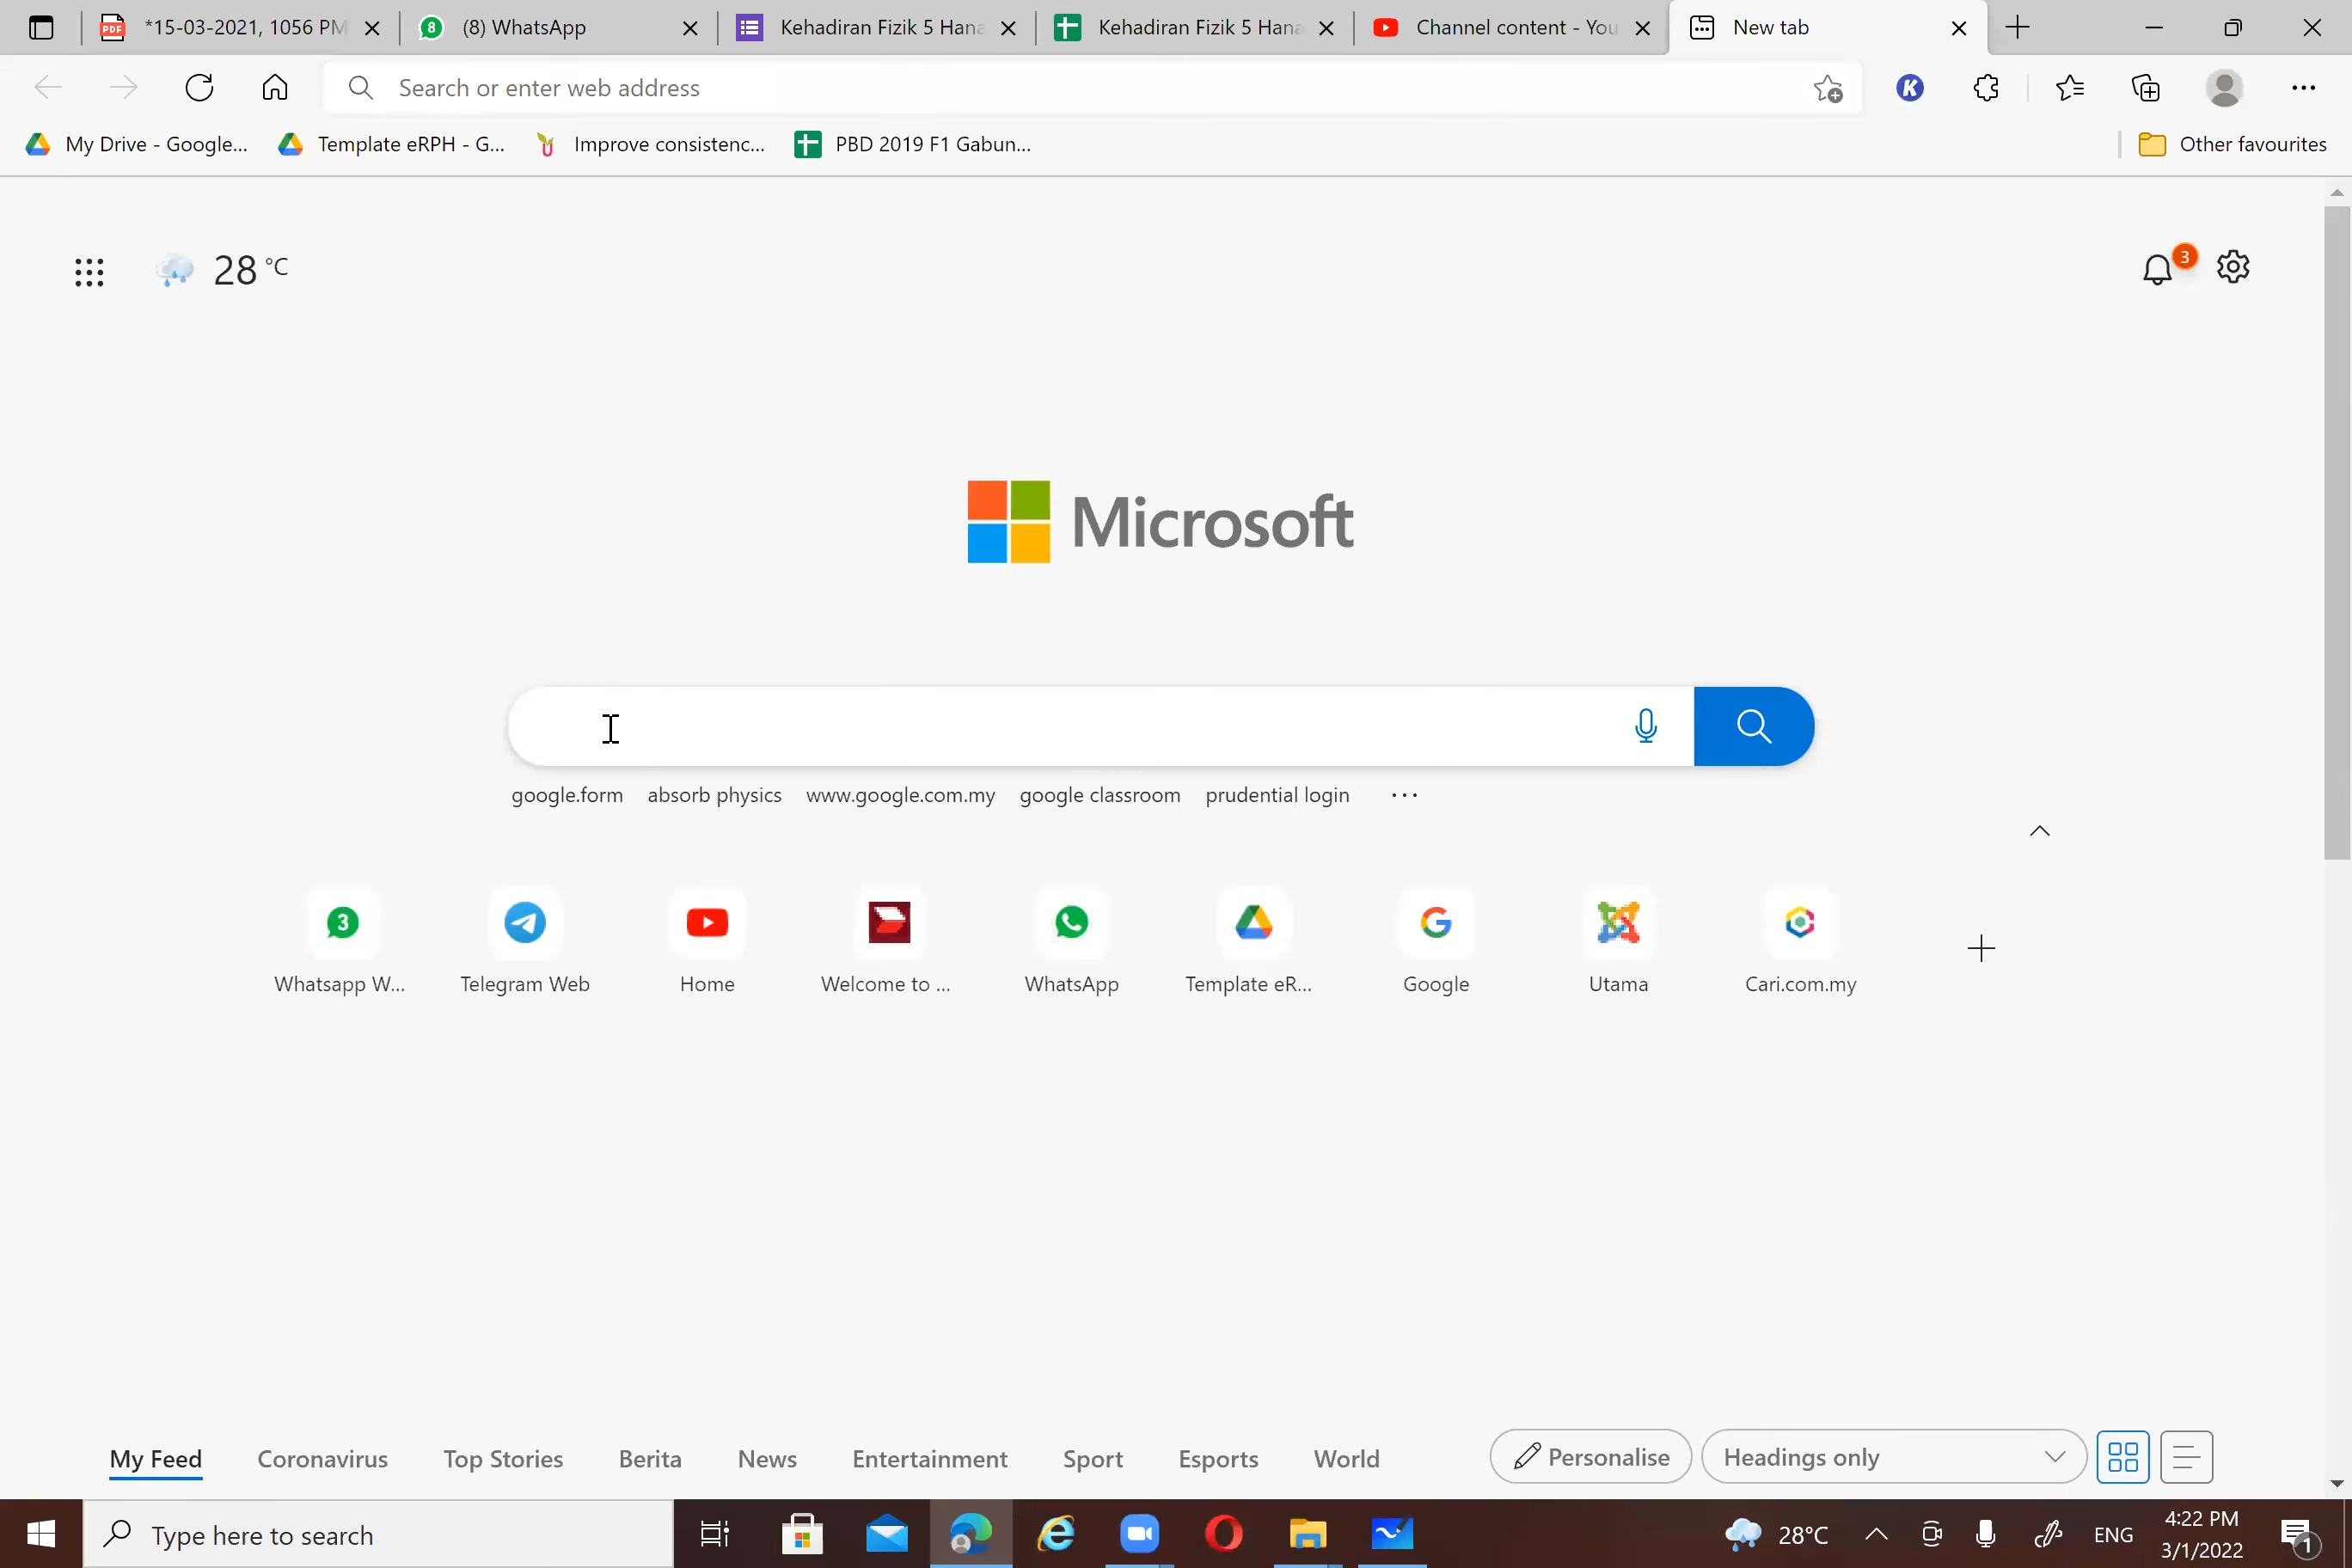 *15-03-2021, 1056 PM
8 (8) WhatsApp
Kehadiran Fizik 5 Hana
Kehadiran Fizik 5 Hana
Channel content - You
New tab
Search or enter web address
My Drive - Google...
Template eRPH - G...
Improve consistenc...
PBD 2019 F1 Gabun...
Other favourites
28 °C
3
Microsoft
google.form absorb physics www.google.com.my google classroom prudential login ...
3
Whatsapp W...
Telegram Web
Home
Welcome to ...
WhatsApp
Template eR...
Google
Utama
Cari.com.my
My Feed Coronavirus Top Stories Berita News Entertainment Sport Esports World
Personalise
Headings only
Type here to search
28°C
ENG
4:22 PM
3/1/2022
1